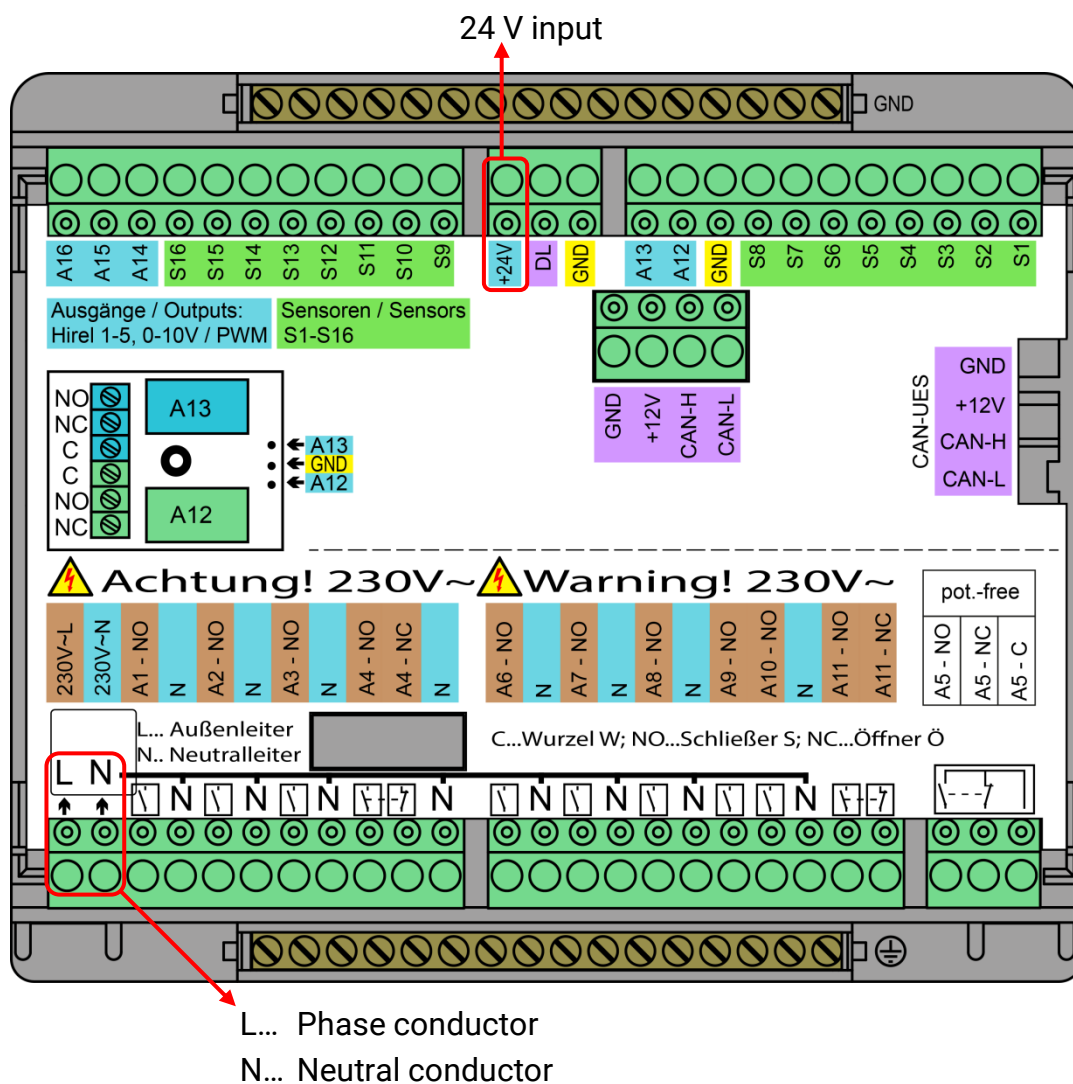 24 V input
GND
A16 A15 A14 S16 S15 S14 S13 S12 S11 S10 S9 +24V DL GND A13 A12 GND S8 S7 S6 S5 S4 S3 S2 S1
Ausgänge / Outputs:
Hirel 1-5, 0-10V / PWM
Sensoren / Sensors
S1-S16
GND +12V CAN-H CAN-L
CAN-UES
GND
+12V
CAN-H
CAN-L
NO
NC
C
C
NO
NC
A13
A12
A13
GND
A12
Achtung! 230V~
Warning! 230V~
pot.-free
230V~L 230V~N A1 - NO N A2 - NO N A3 - NO N A4 - NO A4 - NC N
A6 - NO N A7 - NO N A8 - NO N A9 - NO A10 - NO N A11 - NO A11 - NC
A5 - NO A5 - NC A5 - C
L... Außenleiter
N.. Neutralleiter
C...Wurzel W; NO...Schließer S; NC...Öffner Ö
L N
N N N N N N N N
L... Phase conductor
N... Neutral conductor